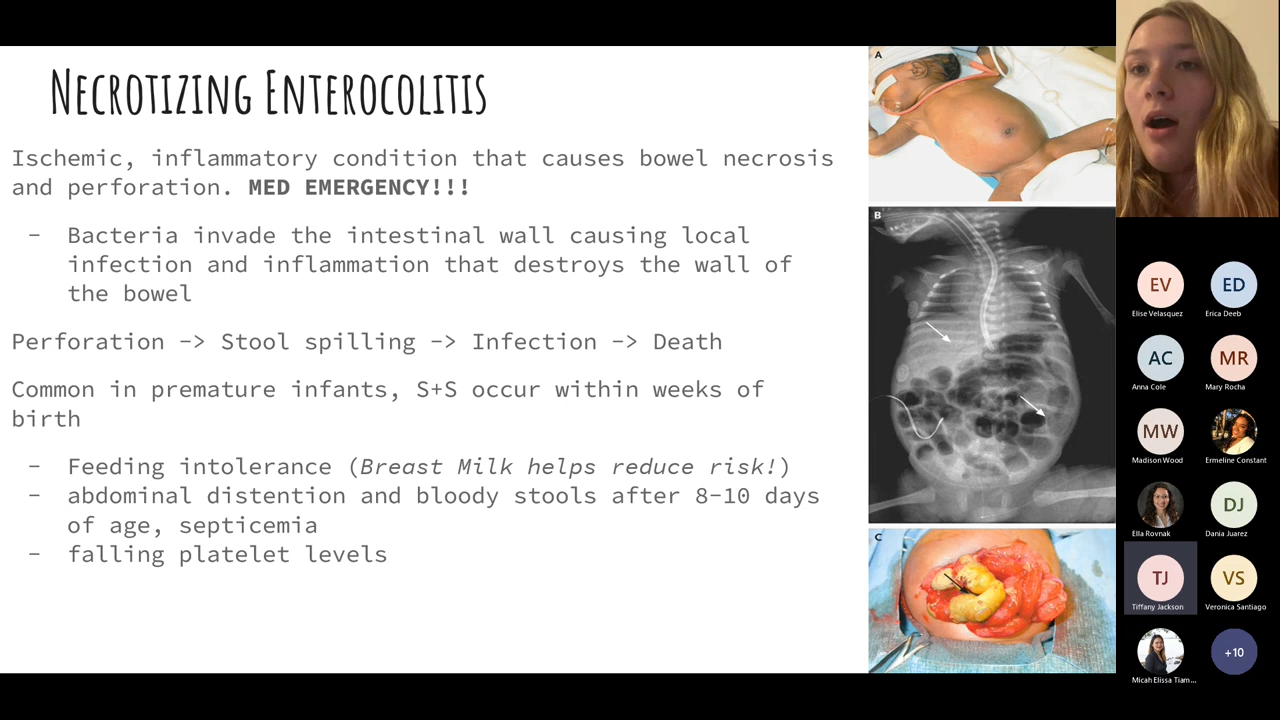 NECROTIZING ENTEROCOLITIS
Ischemic, inflammatory condition that causes bowel necrosis
and perforation. MED EMERGENCY!!!
- Bacteria invade the intestinal wall causing local
infection and inflammation that destroys the wall of
the bowel
Perforation -> Stool spilling -> Infection -> Death
Common in premature infants, S+S occur within weeks of
birth
- Feeding intolerance (Breast Milk helps reduce risk!)
- abdominal distention and bloody stools after 8-10 days
of age, septicemia
- falling platelet levels
A
B
C
EV
ED
Elise Velasquez
Erica Deeb
AC
MR
Anna Cole
Mary Rocha
MW
Madison Wood
Ermeline Constant
DJ
Ella Rovnak
Dania Juarez
TJ
VS
Tiffany Jackson
Veronica Santiago
+10
Micah Elissa Tiam...